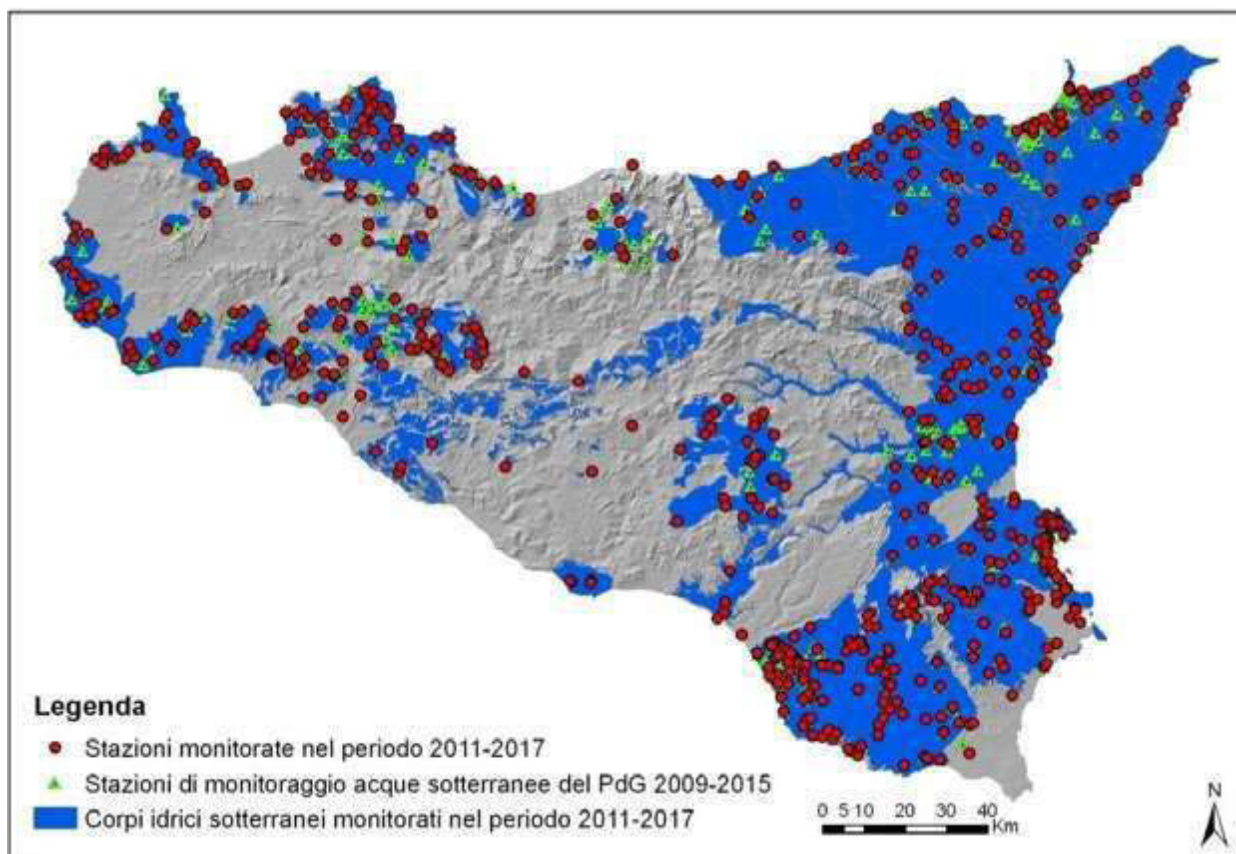 Legenda
Stazioni monitorate nel periodo 2011-2017
Stazioni di monitoraggio acque sotterranee del PdG 2009-2015
Corpi idrici sotterranei monitorati nel periodo 2011-2017
0 5 10 20 30 40
Km
N